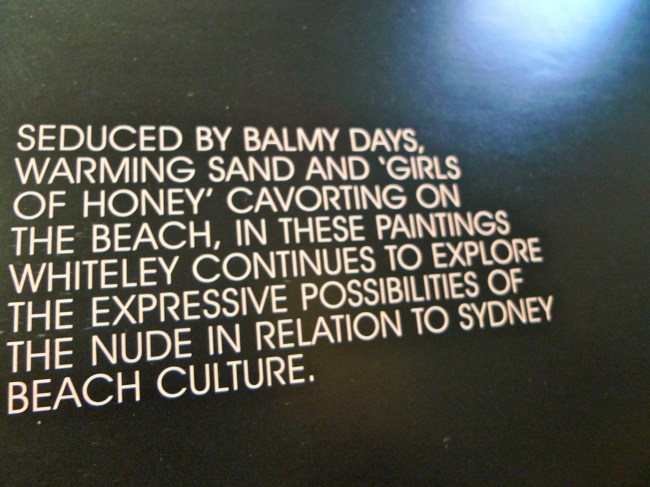 SEDUCED BY BALMY DAYS,
WARMING SAND AND ‘GIRLS
OF HONEY’ CAVORTING ON
THE BEACH, IN THESE PAINTINGS
WHITELEY CONTINUES TO EXPLORE
THE EXPRESSIVE POSSIBILITIES OF
THE NUDE IN RELATION TO SYDNEY
BEACH CULTURE.